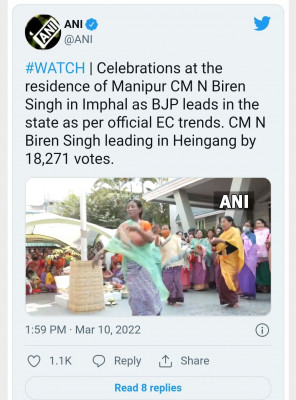 ANI
ANI
@ANI
#WATCH | Celebrations at the
residence of Manipur CM N Biren
Singh in Imphal as BJP leads in the
state as per official EC trends. CM N
Biren Singh leading in Heingang by
18,271 votes.
ANI
1:59 PM · Mar 10, 2022
1.1K Reply Share
Read 8 replies